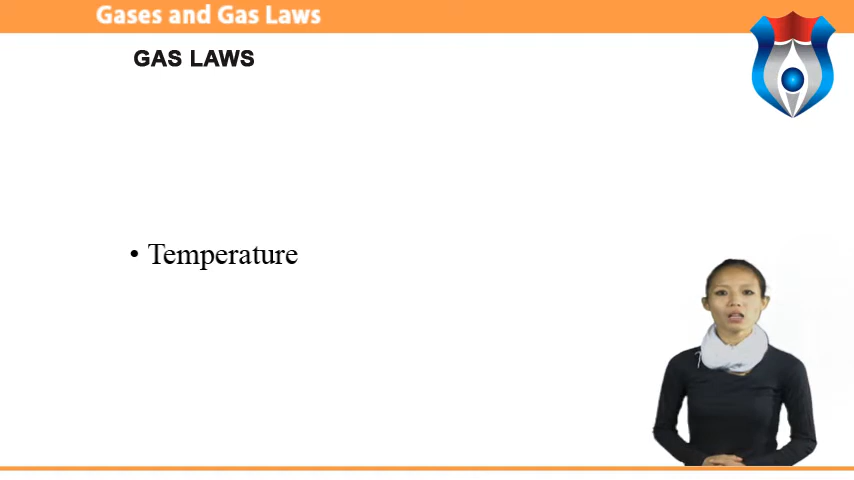 Gases and Gas Laws
GAS LAWS
• Temperature